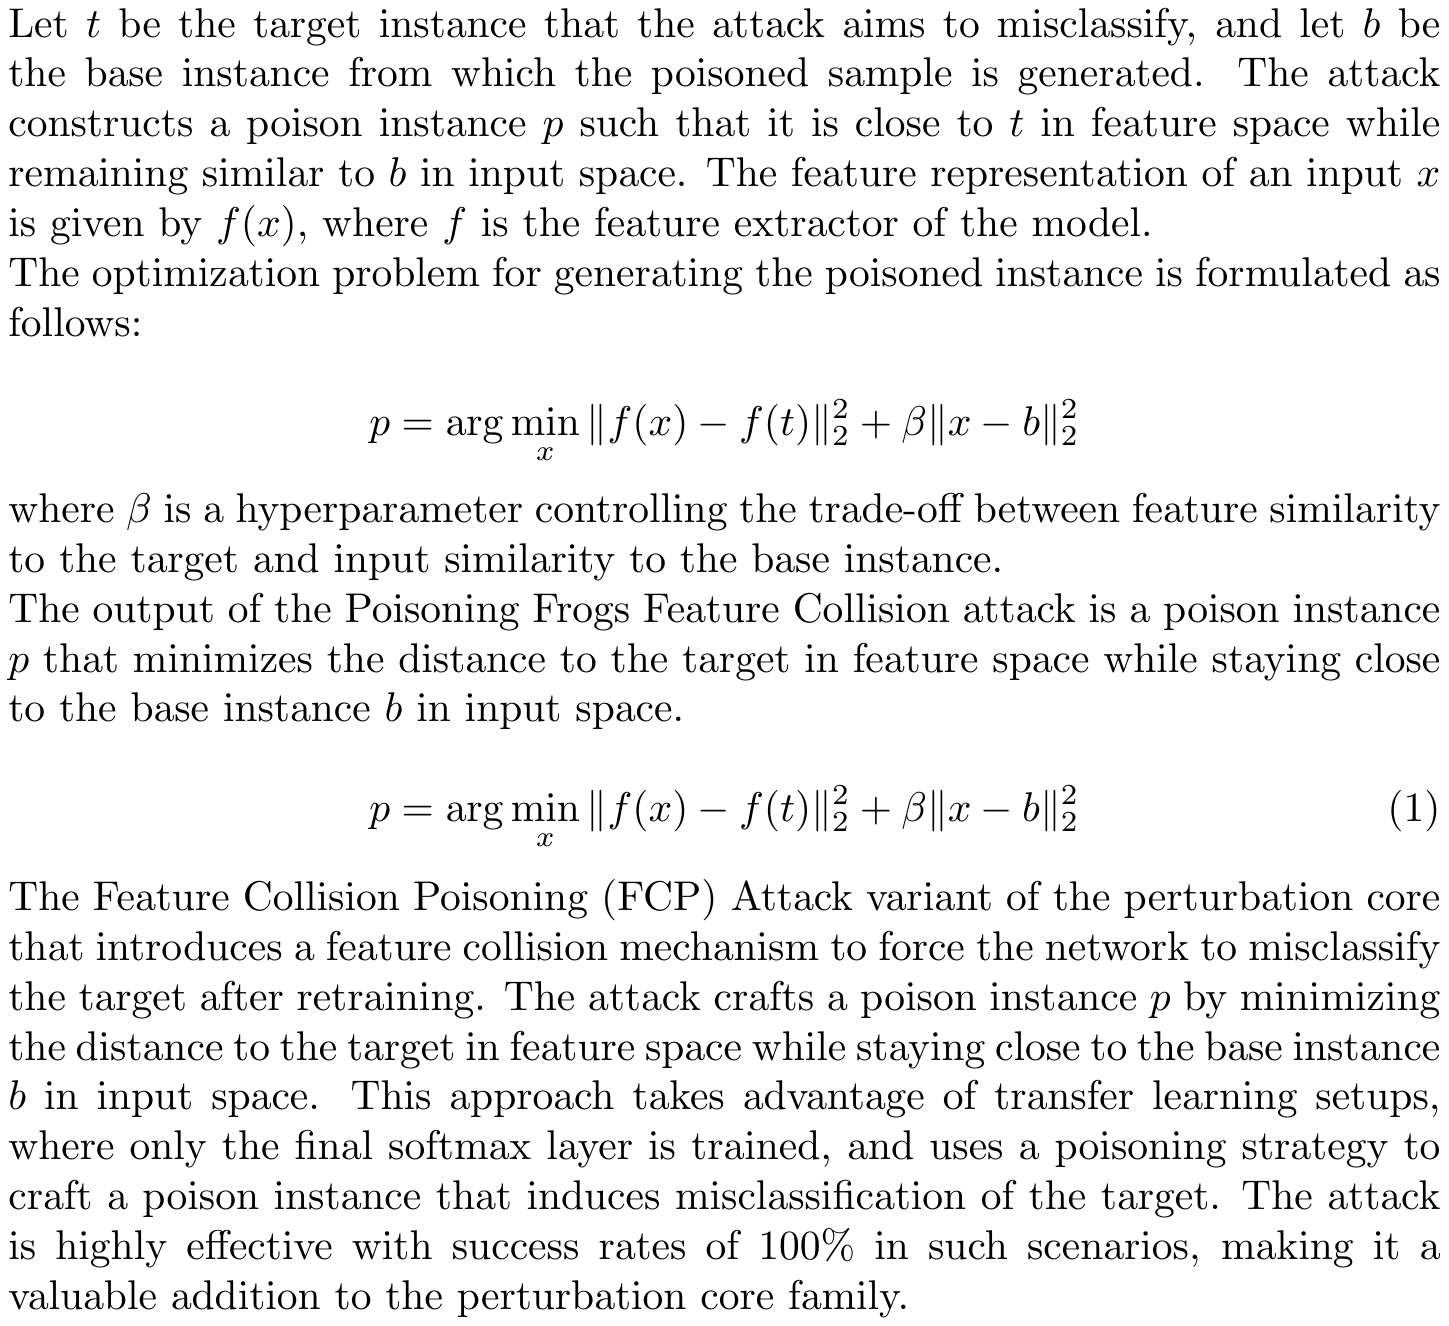 Let t be the target instance that the attack aims to misclassify, and let b be
the base instance from which the poisoned sample is generated. The attack
constructs a poison instance p such that it is close to t in feature space while
remaining similar to b in input space. The feature representation of an input x
is given by f(x), where f is the feature extractor of the model.
The optimization problem for generating the poisoned instance is formulated as
follows:
p = arg min_x ‖f(x) − f(t)‖₂² + β‖x − b‖₂²
where β is a hyperparameter controlling the trade-off between feature similarity
to the target and input similarity to the base instance.
The output of the Poisoning Frogs Feature Collision attack is a poison instance
p that minimizes the distance to the target in feature space while staying close
to the base instance b in input space.
p = arg min_x ‖f(x) − f(t)‖₂² + β‖x − b‖₂² (1)
The Feature Collision Poisoning (FCP) Attack variant of the perturbation core
that introduces a feature collision mechanism to force the network to misclassify
the target after retraining. The attack crafts a poison instance p by minimizing
the distance to the target in feature space while staying close to the base instance
b in input space. This approach takes advantage of transfer learning setups,
where only the final softmax layer is trained, and uses a poisoning strategy to
craft a poison instance that induces misclassification of the target. The attack
is highly effective with success rates of 100% in such scenarios, making it a
valuable addition to the perturbation core family.